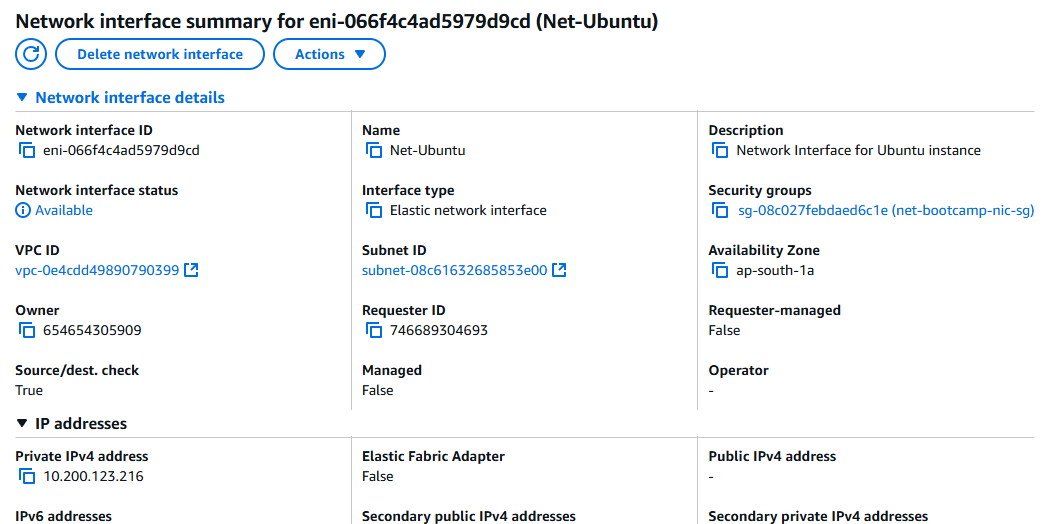 Network interface summary for eni-066f4c4ad5979d9cd (Net-Ubuntu)
Delete network interface Actions
Network interface details
Network interface ID Name Description
eni-066f4c4ad5979d9cd Net-Ubuntu Network Interface for Ubuntu instance
Network interface status Interface type Security groups
Available Elastic network interface sg-08c027febdaed6c1e (net-bootcamp-nic-sg)
VPC ID Subnet ID Availability Zone
vpc-0e4cdd49890790399 subnet-08c61632685853e00 ap-south-1a
Owner Requester ID Requester-managed
654654305909 746689304693 False
Source/dest. check Managed Operator
True False -
IP addresses
Private IPv4 address Elastic Fabric Adapter Public IPv4 address
10.200.123.216 False -
IPv6 addresses Secondary public IPv4 addresses Secondary private IPv4 addresses